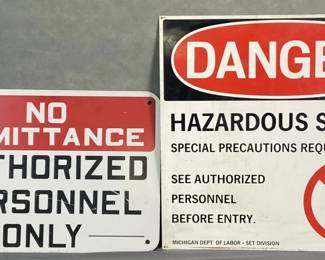 NO
MITTANCE
THORIZED
RSONNEL
ONLY
DANGE
HAZARDOUS S
SPECIAL PRECAUTIONS REQU
SEE AUTHORIZED
PERSONNEL
BEFORE ENTRY.
MICHIGAN DEPT. OF LABOR - SET DIVISION